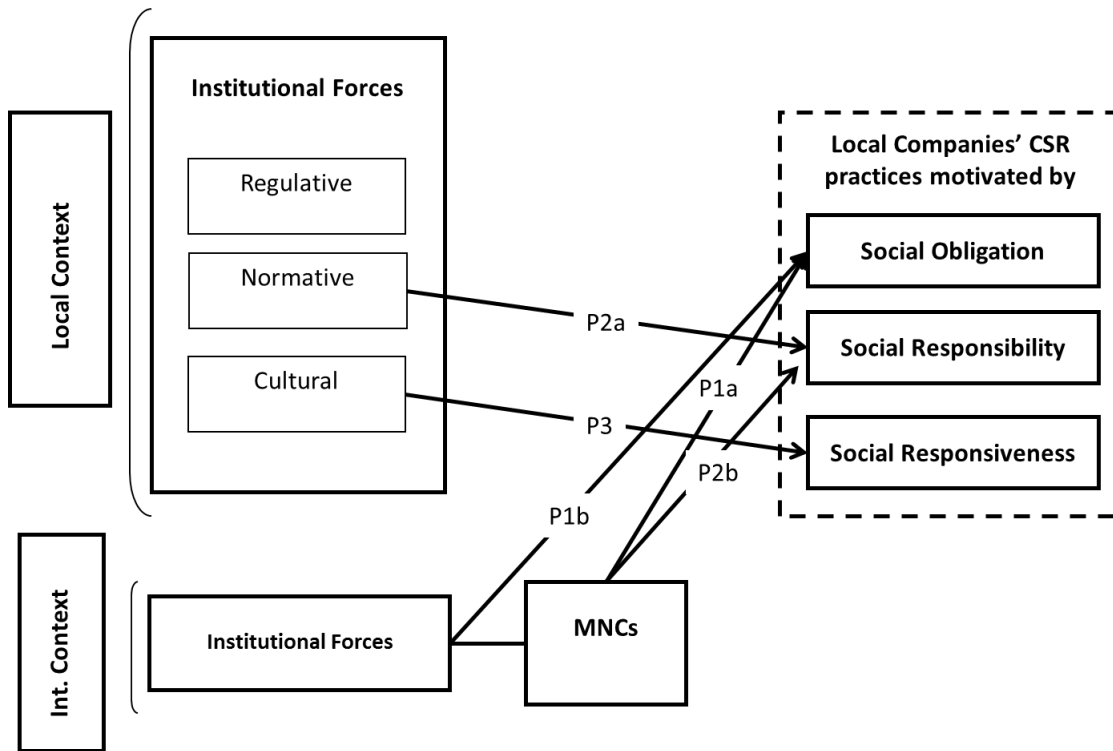 Local Context
Institutional Forces
Regulative
Normative
Cultural
Local Companies’ CSR
practices motivated by
Social Obligation
Social Responsibility
Social Responsiveness
P2a
P1a
P3
P2b
P1b
Int. Context
Institutional Forces
MNCs